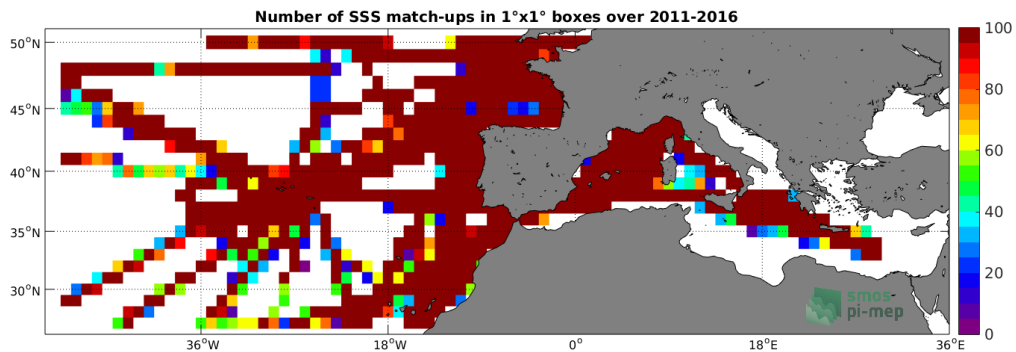 Number of SSS match-ups in 1°x1° boxes over 2011-2016
50°N
45°N
40°N
35°N
30°N
36°W
18°W
0°
18°E
36°E
100
80
60
40
20
0
smos
pi-mep